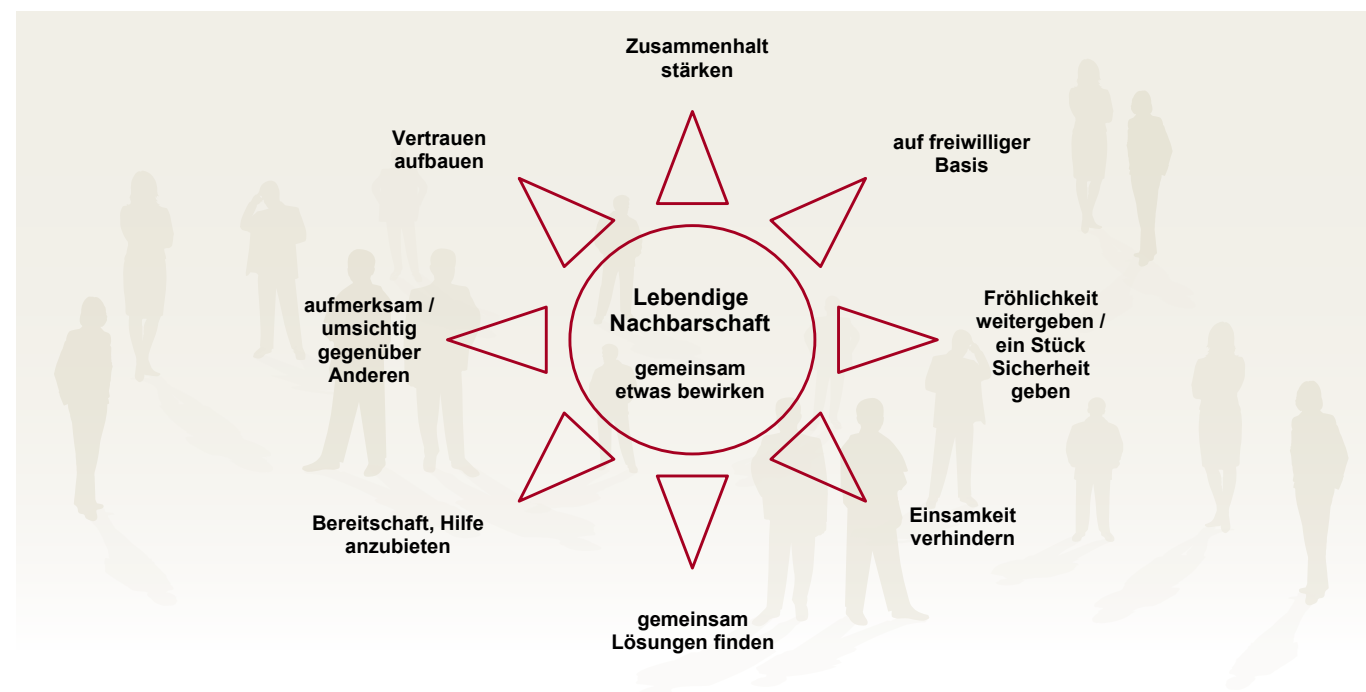 Zusammenhalt
stärken
Vertrauen
aufbauen
auf freiwilliger
Basis
aufmerksam /
umsichtig
gegenüber
Anderen
Lebendige
Nachbarschaft
gemeinsam
etwas bewirken
Fröhlichkeit
weitergeben /
ein Stück
Sicherheit
geben
Bereitschaft, Hilfe
anzubieten
Einsamkeit
verhindern
gemeinsam
Lösungen finden